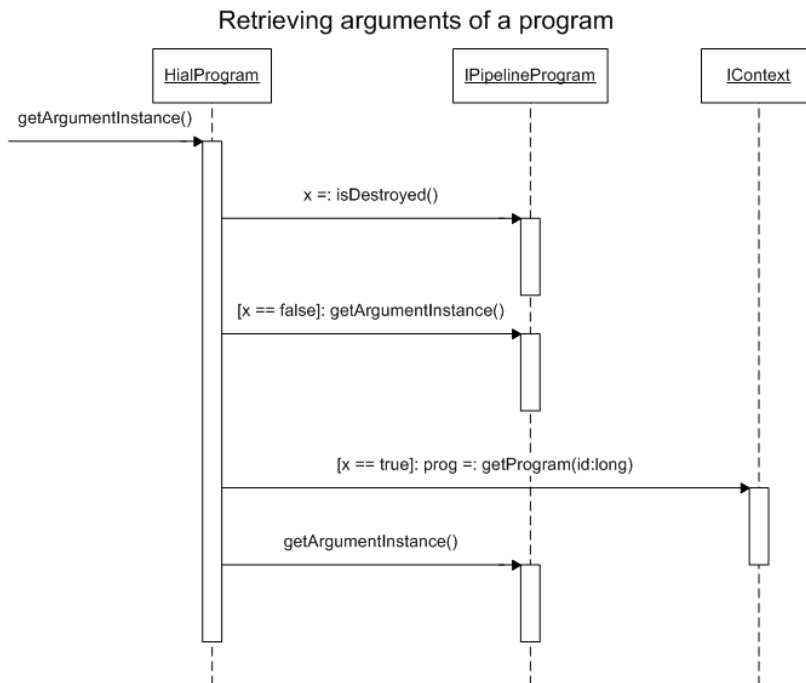 Retrieving arguments of a program
HialProgram
IPipelineProgram
IContext
getArgumentInstance()
x =: isDestroyed()
[x == false]: getArgumentInstance()
[x == true]: prog =: getProgram(id:long)
getArgumentInstance()